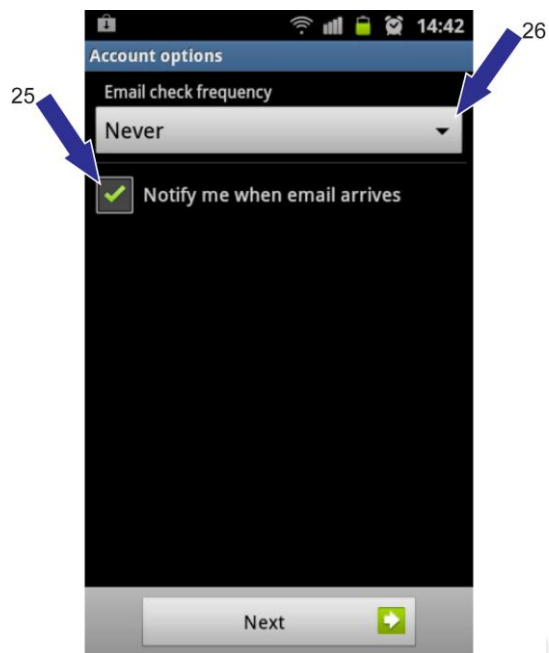 14:42
26
Account options
Email check frequency
25
Never
Notify me when email arrives
Next